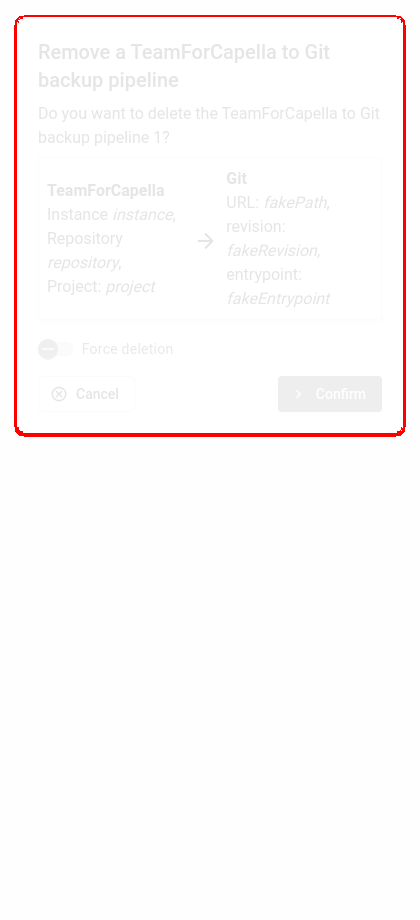 Remove a TeamForCapella to Git
backup pipeline
Do you want to delete the TeamForCapella to Git
backup pipeline 1?
TeamForCapella
Instance instance,
Repository
repository,
Project: project
Git
URL: fakePath,
revision:
fakeRevision,
entrypoint:
fakeEntrypoint
Force deletion
Cancel
Confirm